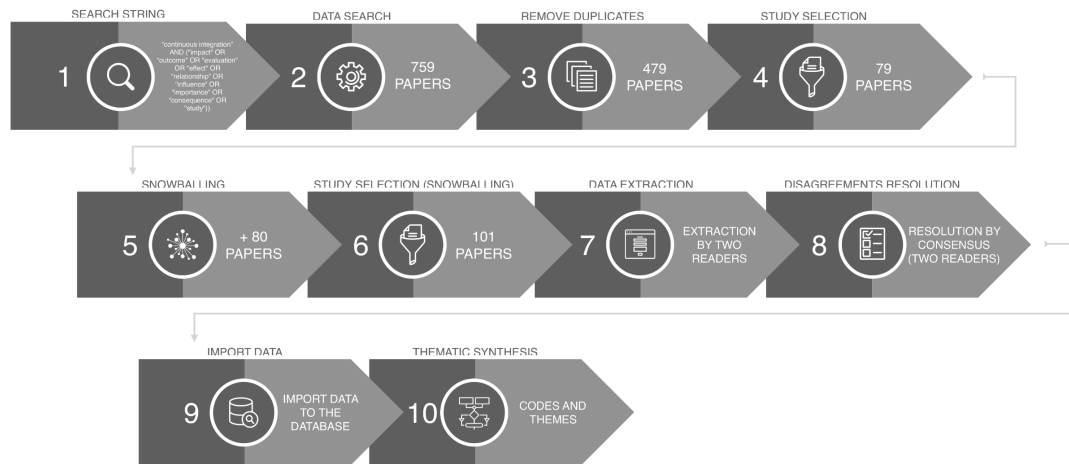 SEARCH STRING
1
"continuous integration"
AND ("impact" OR
"outcome" OR "evaluation"
OR "effect" OR
"relationship" OR
"influence" OR
"importance" OR
"consequence" OR
"study"))
DATA SEARCH
2
759
PAPERS
REMOVE DUPLICATES
3
479
PAPERS
STUDY SELECTION
4
79
PAPERS
SNOWBALLING
5
+ 80
PAPERS
STUDY SELECTION (SNOWBALLING)
6
101
PAPERS
DATA EXTRACTION
7
EXTRACTION
BY TWO
READERS
DISAGREEMENTS RESOLUTION
8
RESOLUTION BY
CONSENSUS
(TWO READERS)
IMPORT DATA
9
IMPORT DATA
TO THE
DATABASE
THEMATIC SYNTHESIS
10
CODES AND
THEMES